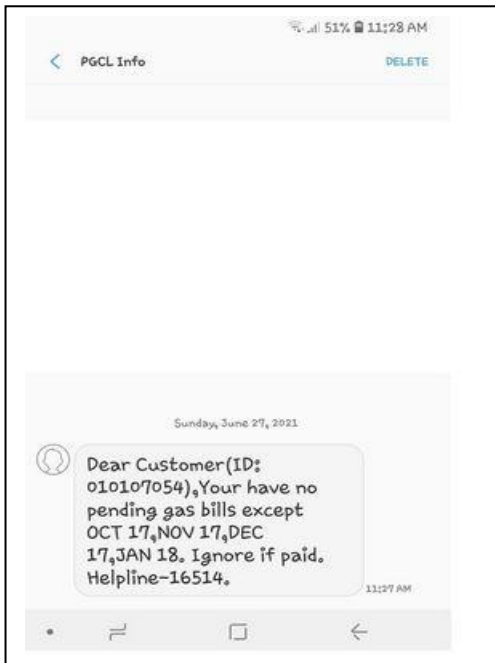 51% 11:28 AM
PGCL Info
DELETE
Sunday, June 27, 2021
Dear Customer(ID:
010107054),Your have no
pending gas bills except
OCT 17,NOV 17,DEC
17,JAN 18. Ignore if paid.
Helpline-16514.
11:27 AM